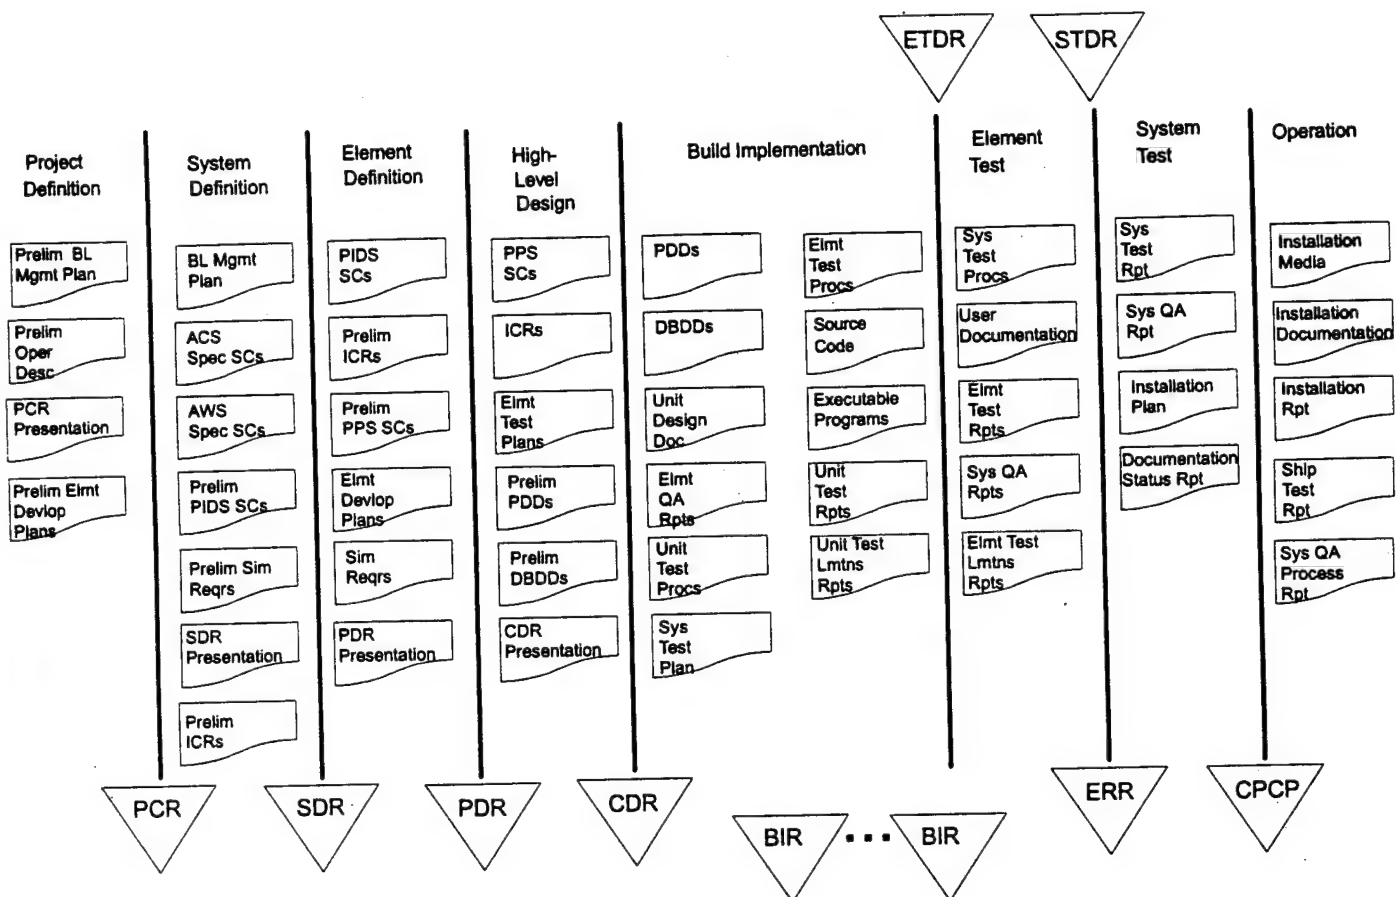 ETDR
STDR
Project
Definition
System
Definition
Element
Definition
High-
Level
Design
Build Implementation
Element
Test
System
Test
Operation
Prelim BL
Mgmt Plan
Prelim
Oper
Desc
PCR
Presentation
Prelim Elmt
Devlop
Plans
BL Mgmt
Plan
ACS
Spec SCs
AWS
Spec SCs
Prelim
PIDS SCs
Prelim Sim
Reqrs
SDR
Presentation
Prelim
ICRs
PIDS
SCs
Prelim
ICRs
Prelim
PPS SCs
Elmt
Devlop
Plans
Sim
Reqrs
PDR
Presentation
PPS
SCs
ICRs
Elmt
Test
Plans
Prelim
PDDs
Prelim
DBDDs
CDR
Presentation
PDDs
DBDDs
Unit
Design
Doc
Elmt
QA
Rpts
Unit
Test
Procs
Sys
Test
Plan
Elmt
Test
Procs
Source
Code
Executable
Programs
Unit
Test
Rpts
Unit Test
Lmtns
Rpts
Sys
Test
Procs
User
Documentation
Elmt
Test
Rpts
Sys QA
Rpts
Elmt Test
Lmtns
Rpts
Sys
Test
Rpt
Sys QA
Rpt
Installation
Plan
Documentation
Status Rpt
Installation
Media
Installation
Documentation
Installation
Rpt
Ship
Test
Rpt
Sys QA
Process
Rpt
PCR
SDR
PDR
CDR
BIR
...
BIR
ERR
CPCP